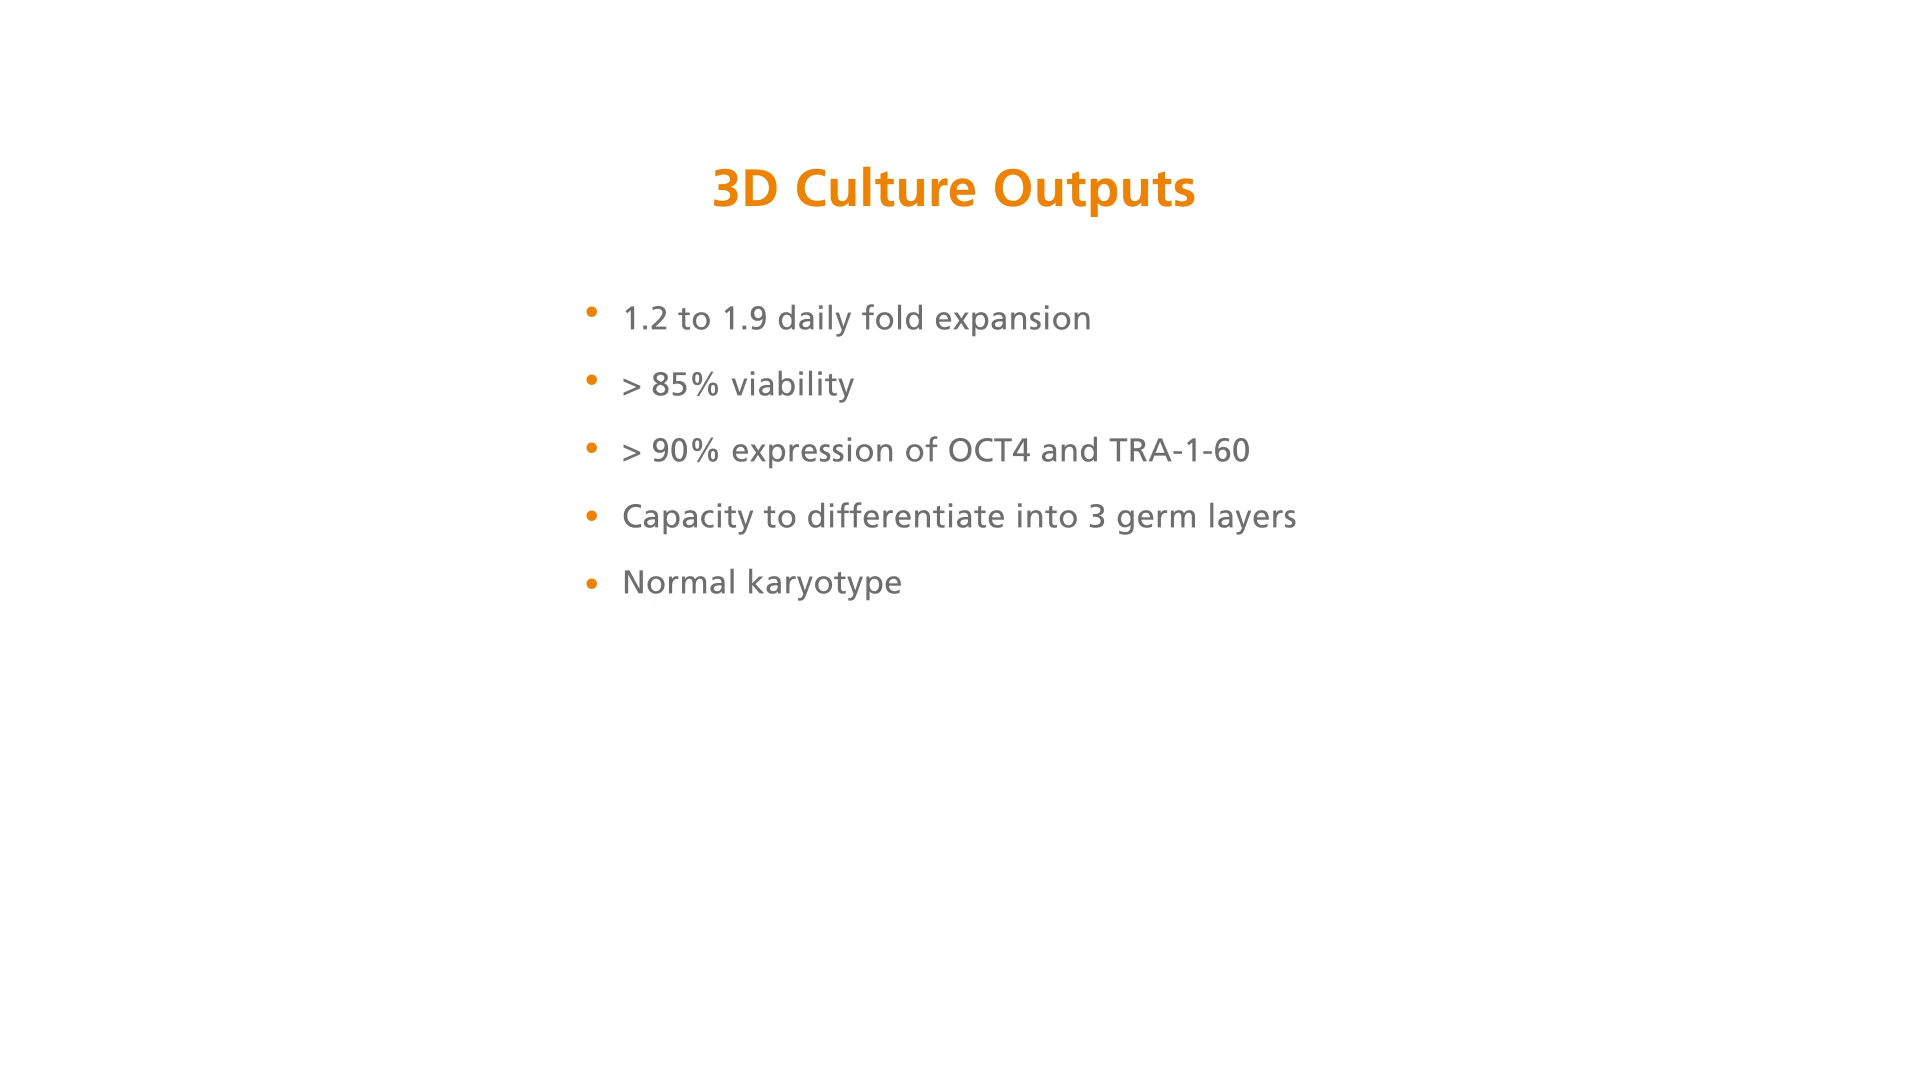 3D Culture Outputs
• 1.2 to 1.9 daily fold expansion
• > 85% viability
• > 90% expression of OCT4 and TRA-1-60
• Capacity to differentiate into 3 germ layers
• Normal karyotype